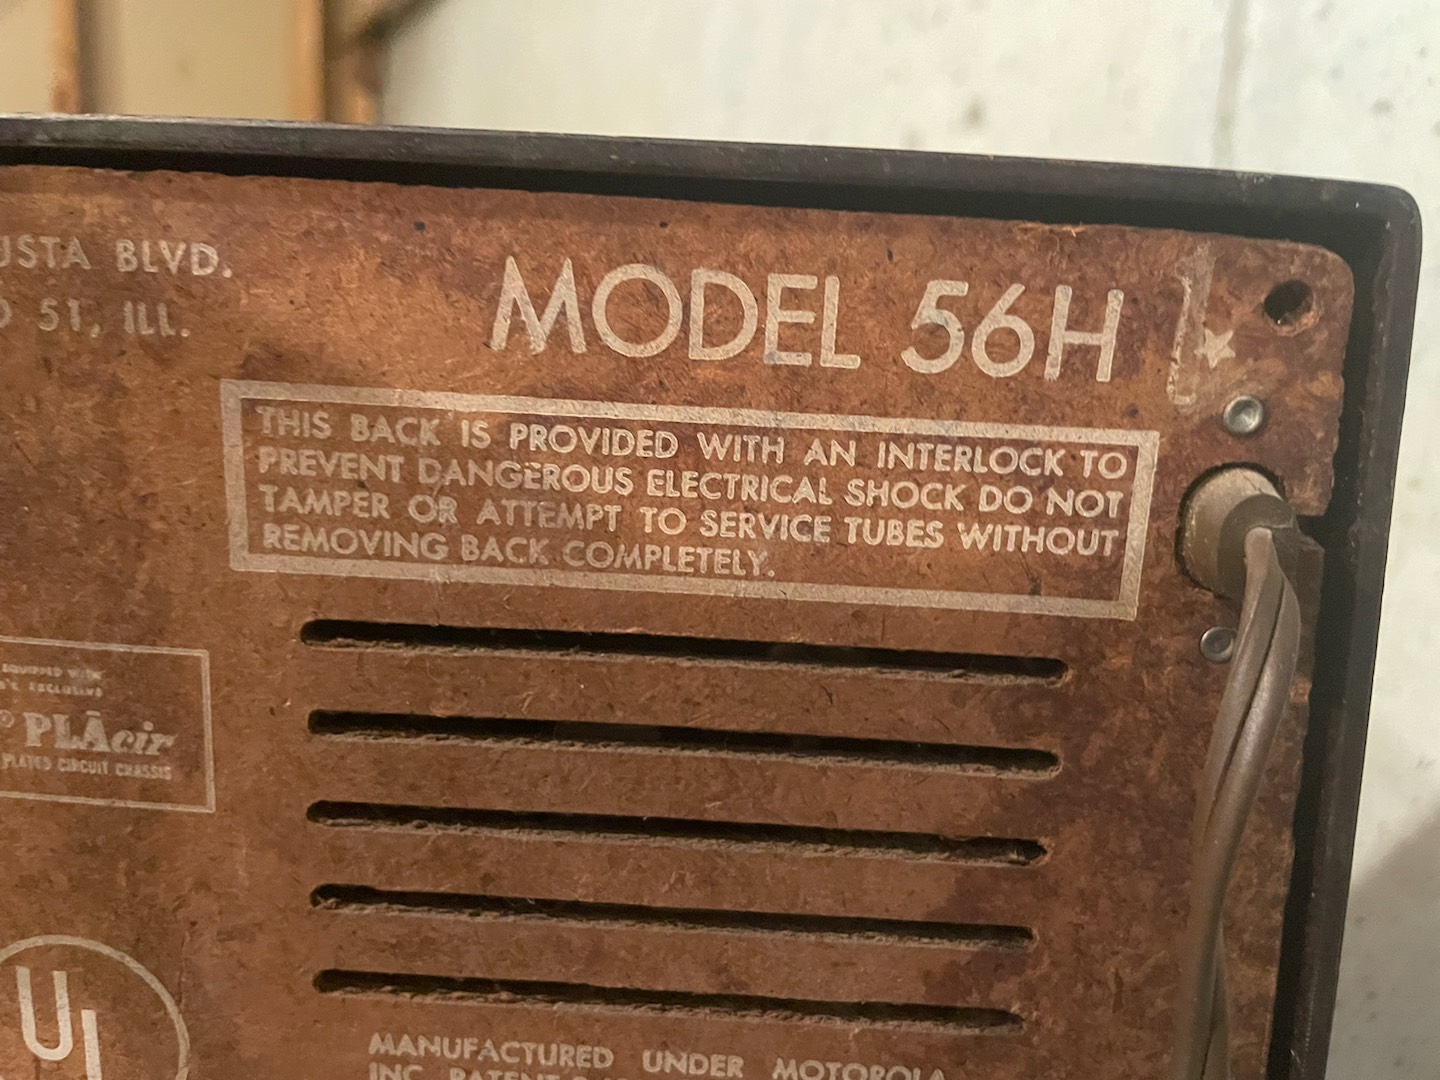 USTA BLVD.
O 51, ILL.
MODEL 56H
THIS BACK IS PROVIDED WITH AN INTERLOCK TO
PREVENT DANGEROUS ELECTRICAL SHOCK DO NOT
TAMPER OR ATTEMPT TO SERVICE TUBES WITHOUT
REMOVING BACK COMPLETELY.
EQUIPPED WITH
'S EXCLUSIVE
® PLĀcir
PLATED CIRCUIT CHASSIS
UL
MANUFACTURED UNDER MOTOROLA
INC. PATENT